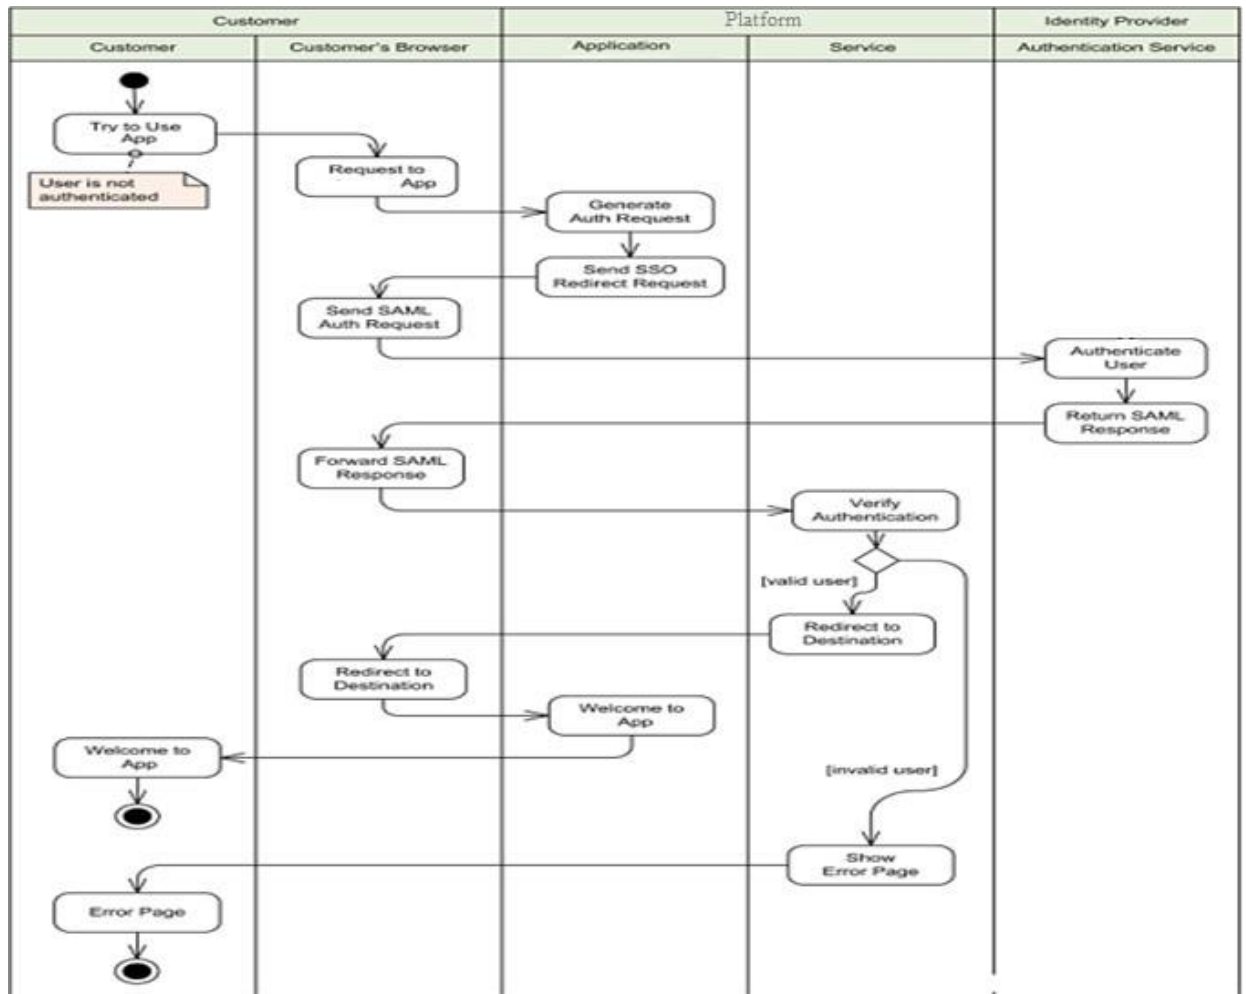 Customer
Platform
Identity Provider
Customer
Customer's Browser
Application
Service
Authentication Service
Try to Use
App
User is not
authenticated
Request to
App
Generate
Auth Request
Send SSO
Redirect Request
Send SAML
Auth Request
Authenticate
User
Return SAML
Response
Forward SAML
Response
Verify
Authentication
[valid user]
Redirect to
Destination
Redirect to
Destination
Welcome to
App
Welcome to
App
[invalid user]
Show
Error Page
Error Page